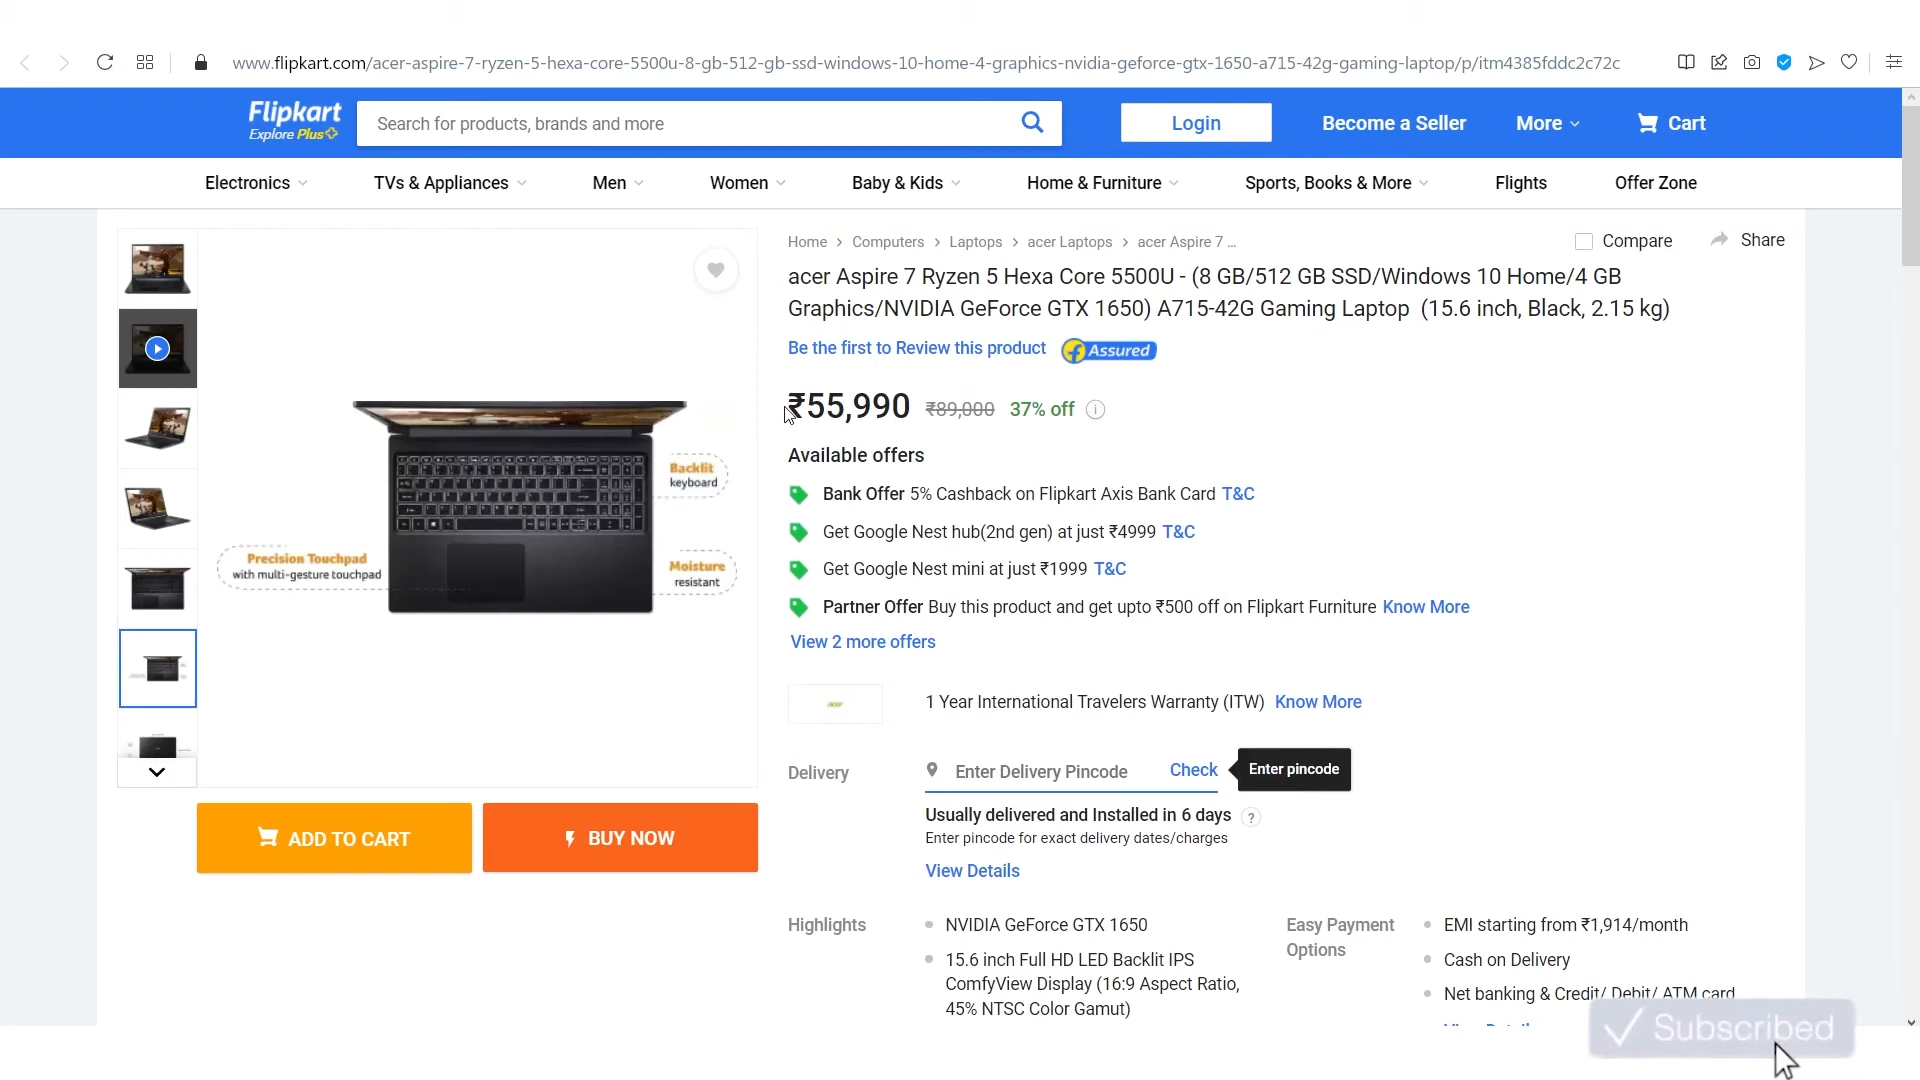 www.flipkart.com/acer-aspire-7-ryzen-5-hexa-core-5500u-8-gb-512-gb-ssd-windows-10-home-4-graphics-nvidia-geforce-gtx-1650-a715-42g-gaming-laptop/p/itm4385fddc2c72c
Flipkart
Explore Plus
Search for products, brands and more
Login
Become a Seller
More
Cart
Electronics
TVs & Appliances
Men
Women
Baby & Kids
Home & Furniture
Sports, Books & More
Flights
Offer Zone
Home > Computers > Laptops > acer Laptops > acer Aspire 7 ...
Compare
Share
acer Aspire 7 Ryzen 5 Hexa Core 5500U - (8 GB/512 GB SSD/Windows 10 Home/4 GB
Graphics/NVIDIA GeForce GTX 1650) A715-42G Gaming Laptop (15.6 inch, Black, 2.15 kg)
Be the first to Review this product
Assured
₹55,990 ₹89,000 37% off
Available offers
Bank Offer 5% Cashback on Flipkart Axis Bank Card T&C
Get Google Nest hub(2nd gen) at just ₹4999 T&C
Get Google Nest mini at just ₹1999 T&C
Partner Offer Buy this product and get upto ₹500 off on Flipkart Furniture Know More
View 2 more offers
Backlit
keyboard
Precision Touchpad
with multi-gesture touchpad
Moisture
resistant
acer
1 Year International Travelers Warranty (ITW) Know More
Delivery
Enter Delivery Pincode
Check
Enter pincode
Usually delivered and Installed in 6 days ?
Enter pincode for exact delivery dates/charges
View Details
ADD TO CART
BUY NOW
Highlights
NVIDIA GeForce GTX 1650
15.6 inch Full HD LED Backlit IPS
ComfyView Display (16:9 Aspect Ratio,
45% NTSC Color Gamut)
Easy Payment
Options
EMI starting from ₹1,914/month
Cash on Delivery
Net banking & Credit/ Debit/ ATM card
Subscribed